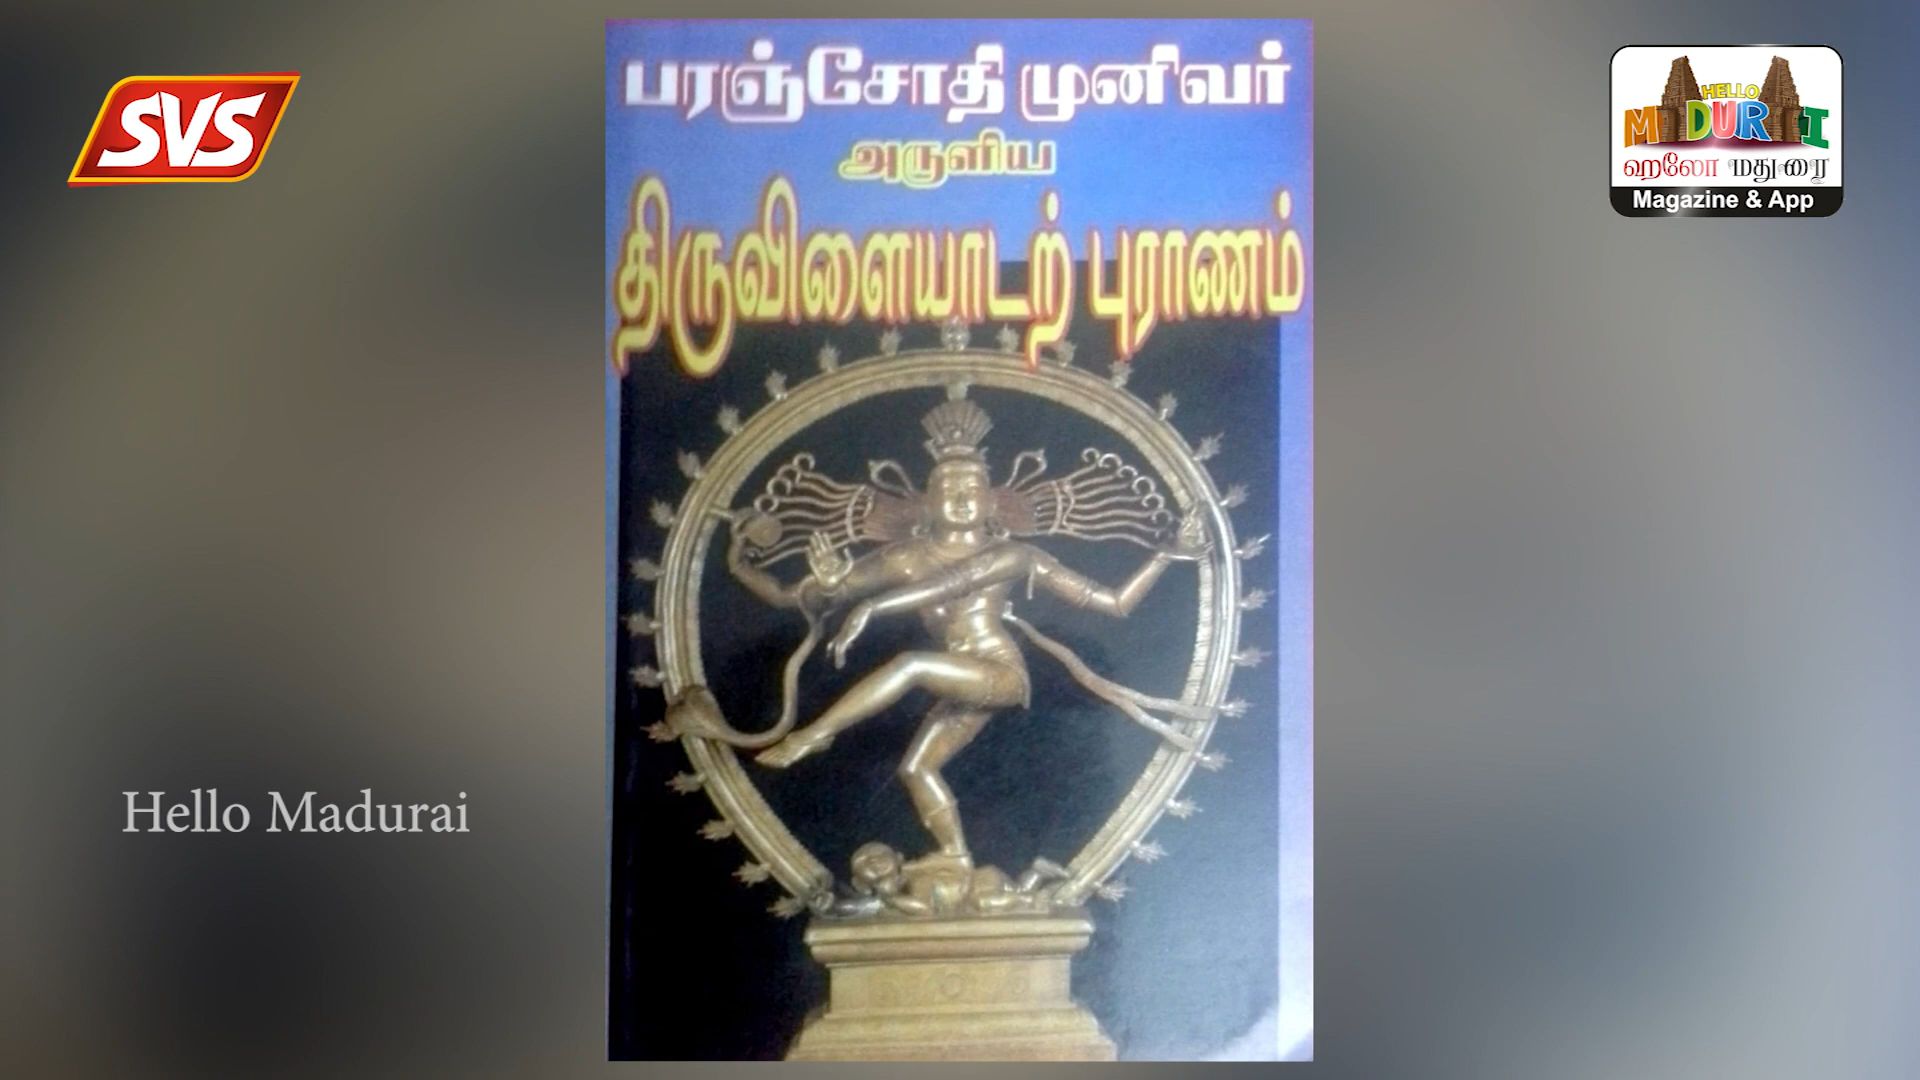 SVS
பரஞ்சோதி முனிவர்
அருளிய
திருவிளையாடற் புராணம்
HELLO
MADURAI
ஹலோ மதுரை
Magazine & App
Hello Madurai